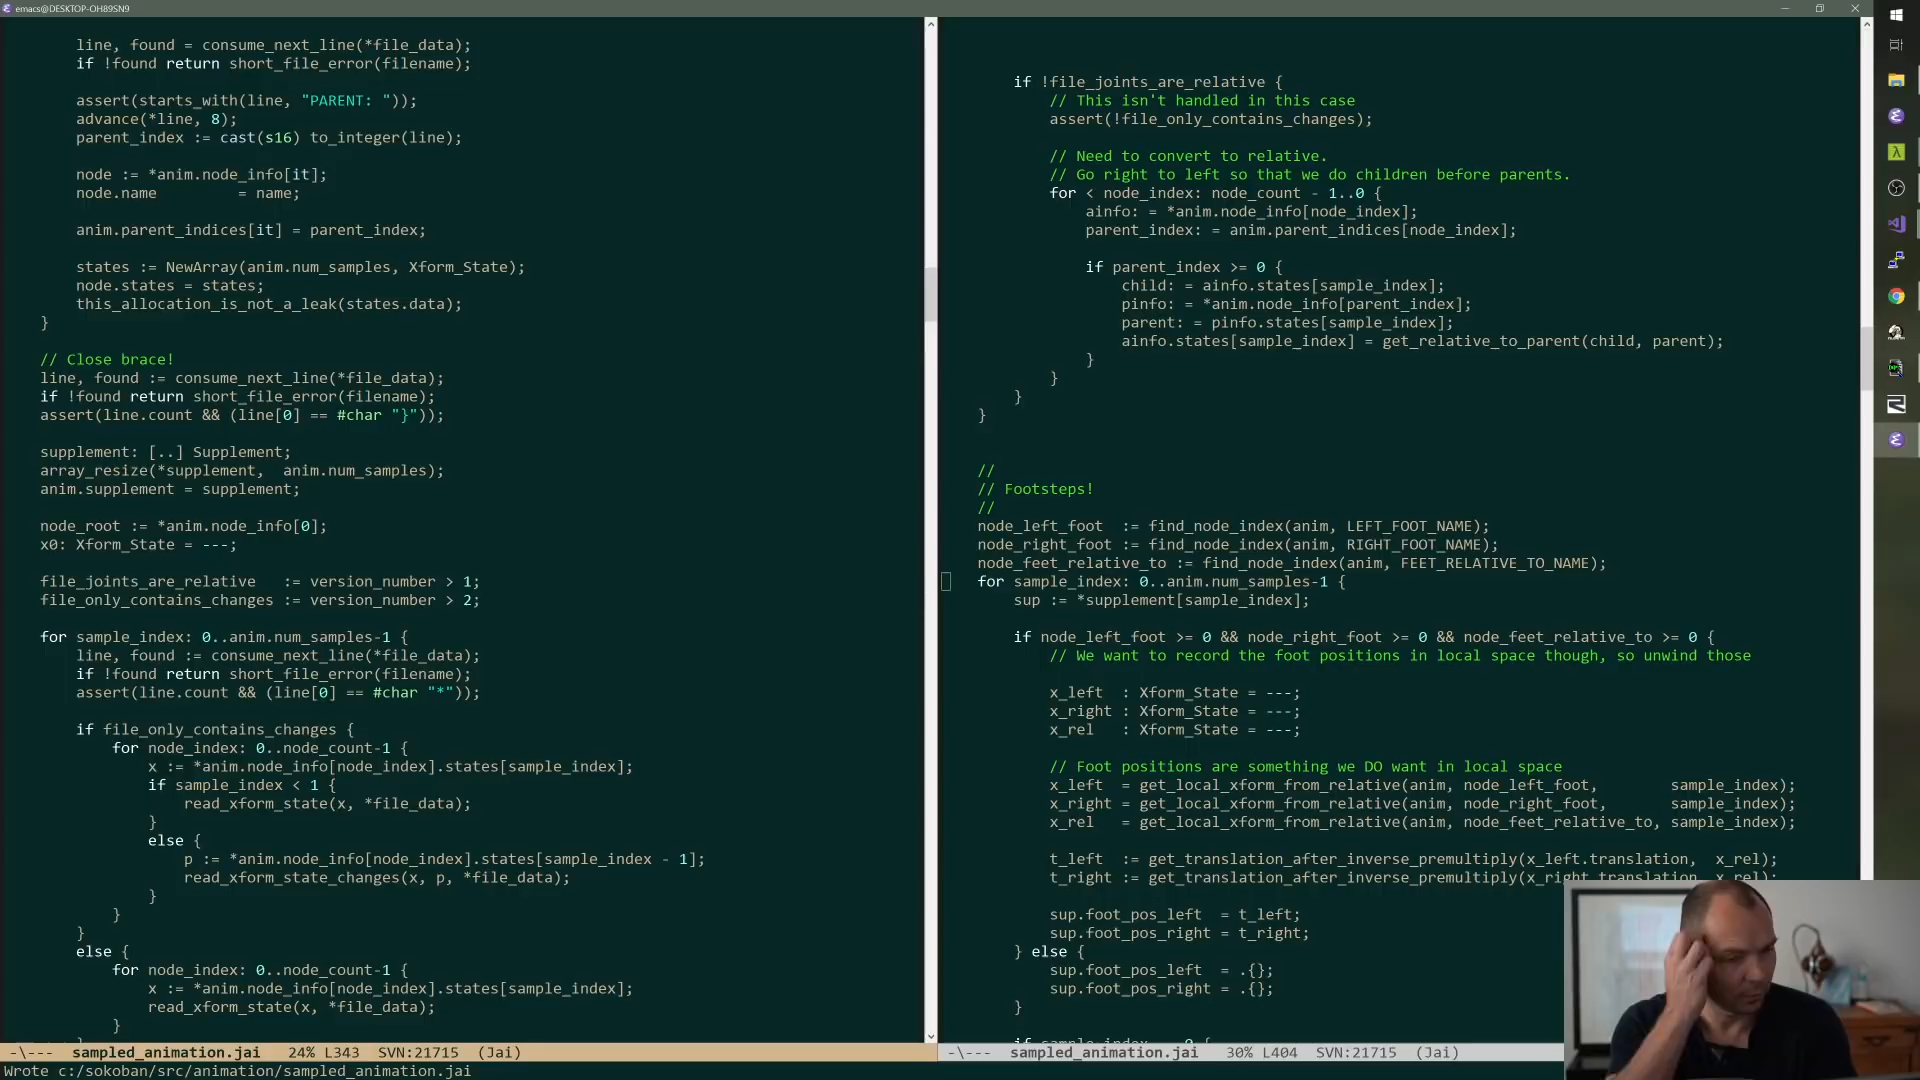 emacs@DESKTOP-OH89SN9
line, found = consume_next_line(*file_data);
if !found return short_file_error(filename);
assert(starts_with(line, "PARENT: "));
advance(*line, 8);
parent_index := cast(s16) to_integer(line);
node := *anim.node_info[it];
node.name         = name;
anim.parent_indices[it] = parent_index;
states := NewArray(anim.num_samples, Xform_State);
node.states = states;
this_allocation_is_not_a_leak(states.data);
}
// Close brace!
line, found := consume_next_line(*file_data);
if !found return short_file_error(filename);
assert(line.count && (line[0] == #char "}"));
supplement: [..] Supplement;
array_resize(*supplement,  anim.num_samples);
anim.supplement = supplement;
node_root := *anim.node_info[0];
x0: Xform_State = ---;
file_joints_are_relative   := version_number > 1;
file_only_contains_changes := version_number > 2;
for sample_index: 0..anim.num_samples-1 {
line, found := consume_next_line(*file_data);
if !found return short_file_error(filename);
assert(line.count && (line[0] == #char "*"));
if file_only_contains_changes {
for node_index: 0..node_count-1 {
x := *anim.node_info[node_index].states[sample_index];
if sample_index < 1 {
read_xform_state(x, *file_data);
}
else {
p := *anim.node_info[node_index].states[sample_index - 1];
read_xform_state_changes(x, p, *file_data);
}
}
}
else {
for node_index: 0..node_count-1 {
x := *anim.node_info[node_index].states[sample_index];
read_xform_state(x, *file_data);
}
-\---  sampled_animation.jai   24% L343  SVN:21715  (Jai)
Wrote c:/sokoban/src/animation/sampled_animation.jai
if !file_joints_are_relative {
// This isn't handled in this case
assert(!file_only_contains_changes);
// Need to convert to relative.
// Go right to left so that we do children before parents.
for < node_index: node_count - 1..0 {
ainfo: = *anim.node_info[node_index];
parent_index: = anim.parent_indices[node_index];
if parent_index >= 0 {
child: = ainfo.states[sample_index];
pinfo: = *anim.node_info[parent_index];
parent: = pinfo.states[sample_index];
ainfo.states[sample_index] = get_relative_to_parent(child, parent);
}
}
}
}
//
// Footsteps!
//
node_left_foot  := find_node_index(anim, LEFT_FOOT_NAME);
node_right_foot := find_node_index(anim, RIGHT_FOOT_NAME);
node_feet_relative_to := find_node_index(anim, FEET_RELATIVE_TO_NAME);
for sample_index: 0..anim.num_samples-1 {
sup := *supplement[sample_index];
if node_left_foot >= 0 && node_right_foot >= 0 && node_feet_relative_to >= 0 {
// We want to record the foot positions in local space though, so unwind those
x_left  : Xform_State = ---;
x_right : Xform_State = ---;
x_rel   : Xform_State = ---;
// Foot positions are something we DO want in local space
x_left  = get_local_xform_from_relative(anim, node_left_foot,        sample_index);
x_right = get_local_xform_from_relative(anim, node_right_foot,       sample_index);
x_rel   = get_local_xform_from_relative(anim, node_feet_relative_to, sample_index);
t_left  := get_translation_after_inverse_premultiply(x_left.translation,  x_rel);
t_right := get_translation_after_inverse_premultiply(x_right.translation, x_rel);
sup.foot_pos_left  = t_left;
sup.foot_pos_right = t_right;
} else {
sup.foot_pos_left  = .{};
sup.foot_pos_right = .{};
}
-\---  sampled_animation.jai   30% L404  SVN:21715  (Jai)